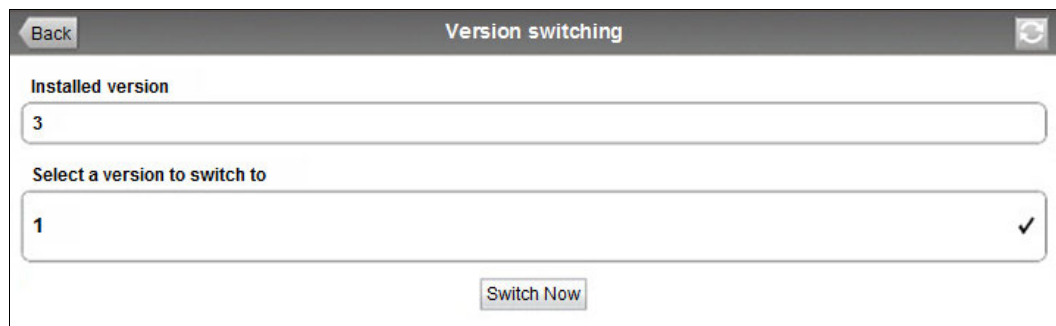 Back Version switching
Installed version
3
Select a version to switch to
1
Switch Now